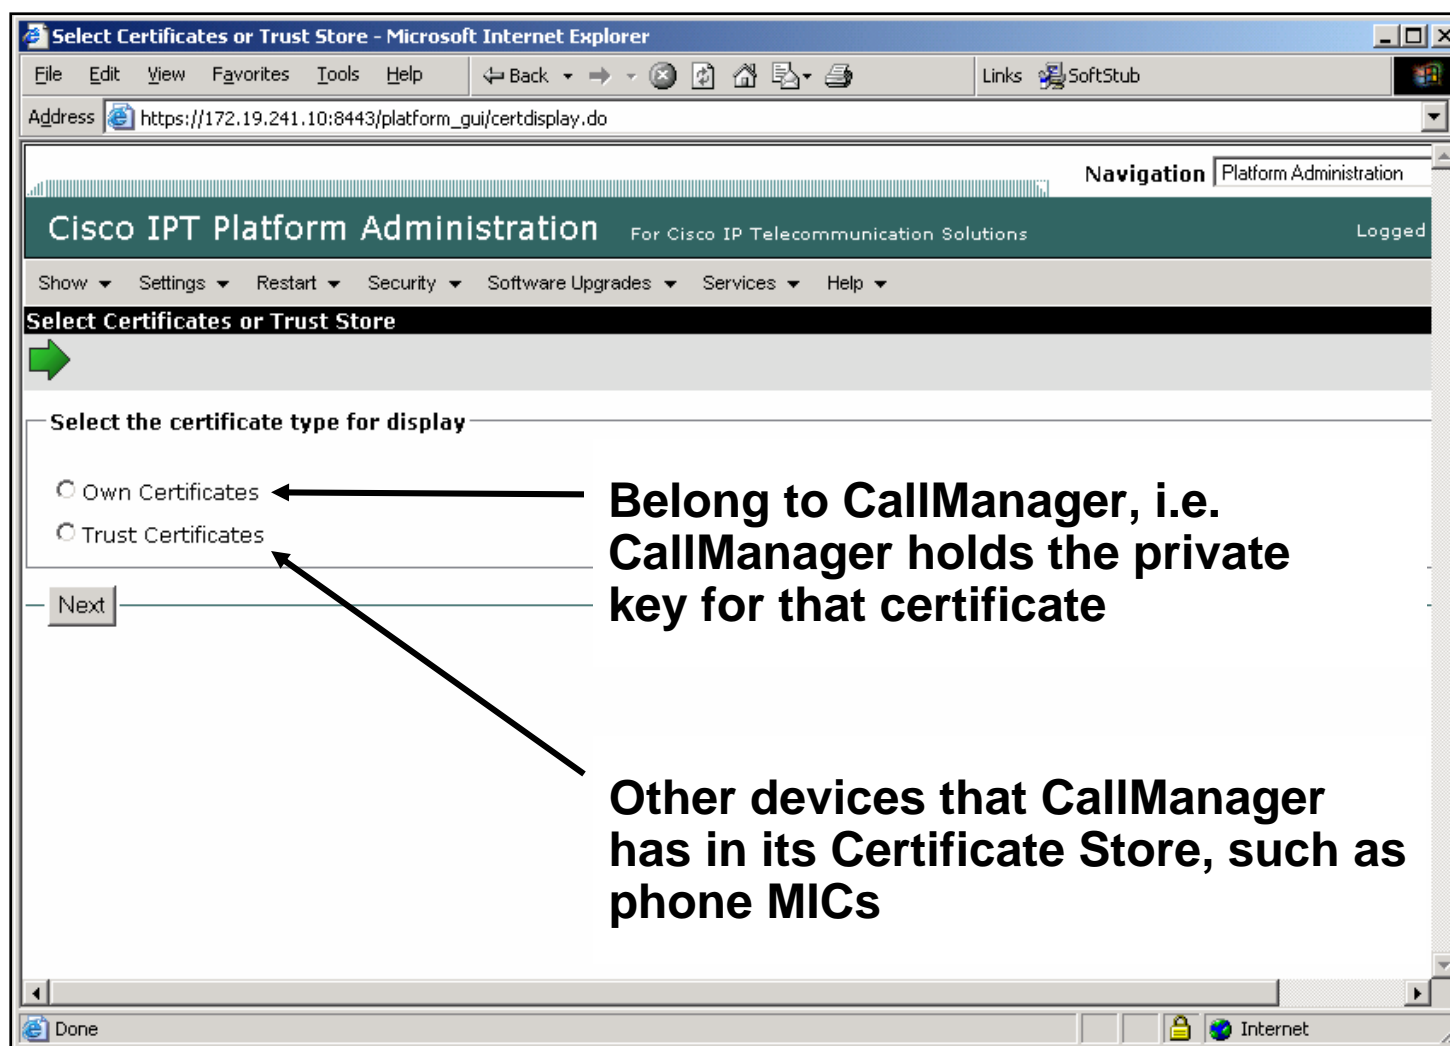 Select Certificates or Trust Store - Microsoft Internet Explorer
File Edit View Favorites Tools Help Back Links SoftStub
Address https://172.19.241.10:8443/platform_gui/certdisplay.do
Navigation Platform Administration
Cisco IPT Platform Administration For Cisco IP Telecommunication Solutions Logged
Show Settings Restart Security Software Upgrades Services Help
Select Certificates or Trust Store
Select the certificate type for display
Own Certificates
Trust Certificates
Next
Belong to CallManager, i.e.
CallManager holds the private
key for that certificate
Other devices that CallManager
has in its Certificate Store, such as
phone MICs
Done Internet